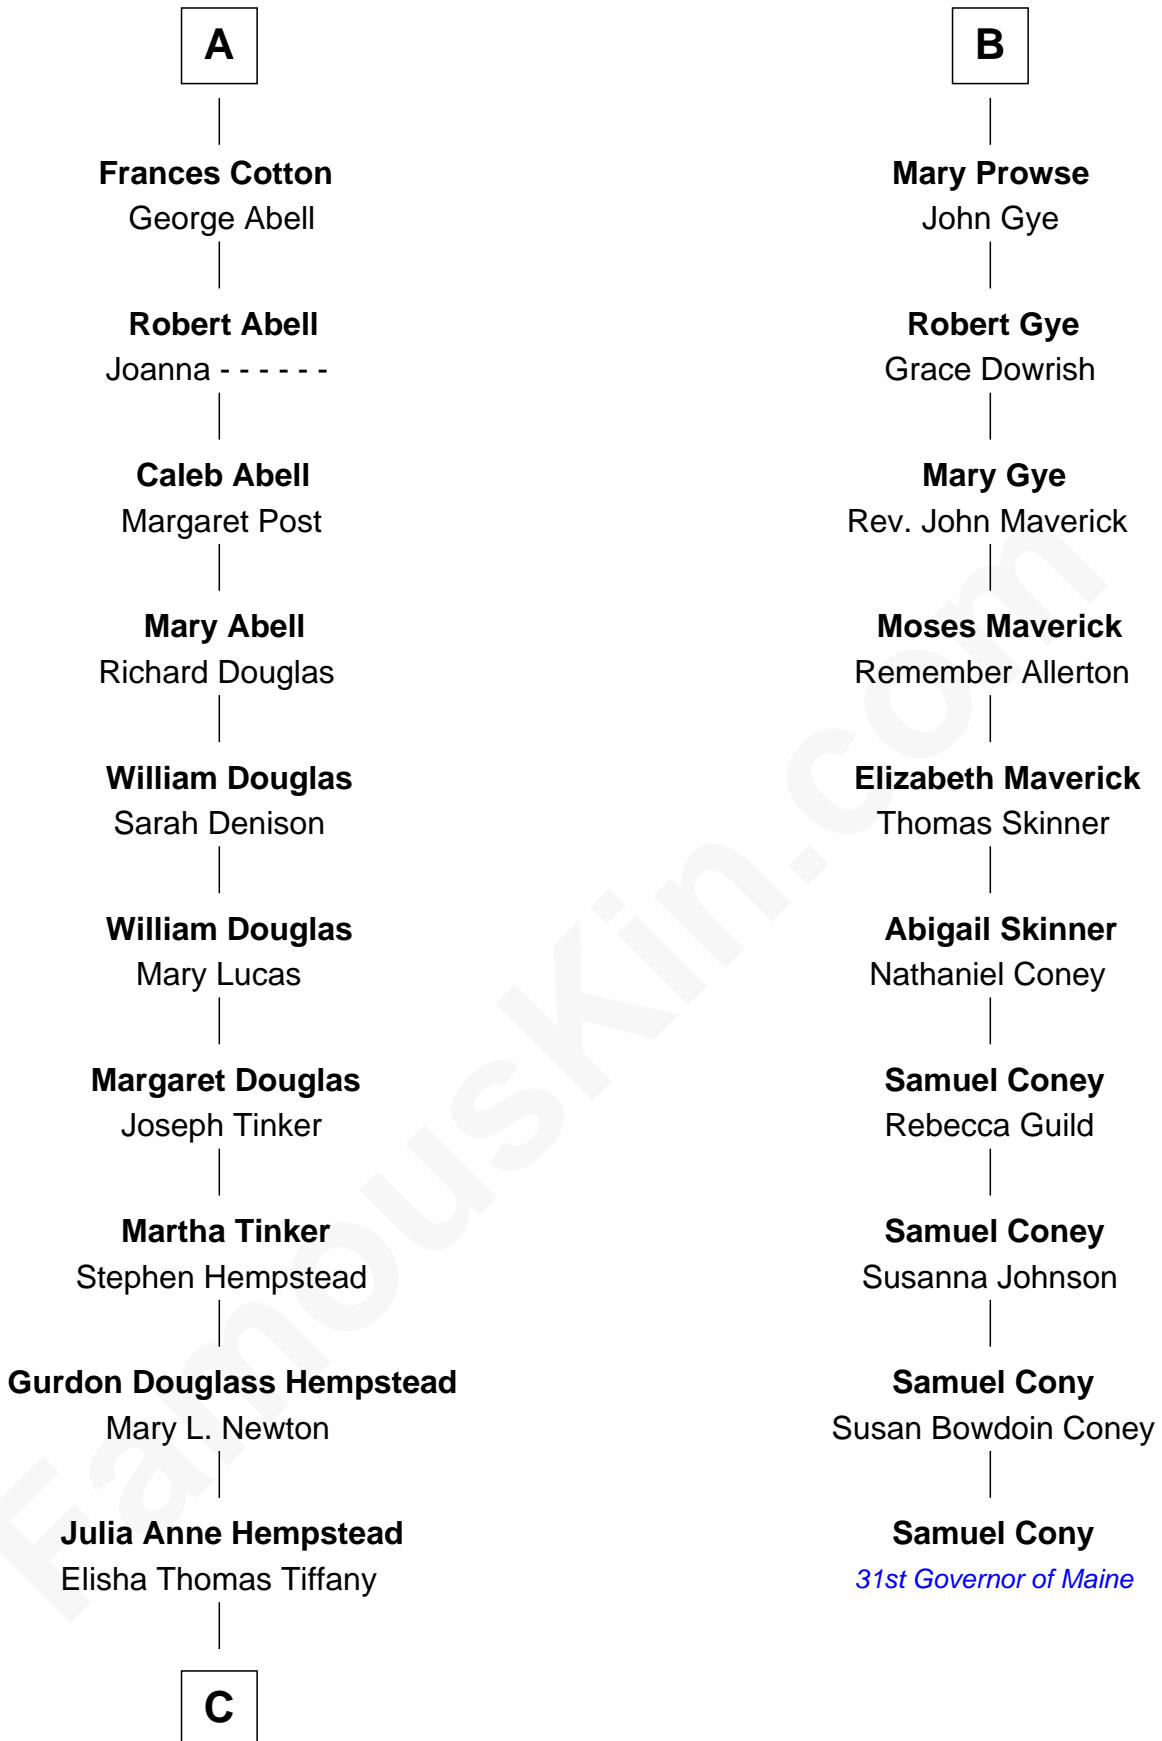 A
Frances Cotton
George Abell
Robert Abell
Joanna - - - - - -
Caleb Abell
Margaret Post
Mary Abell
Richard Douglas
William Douglas
Sarah Denison
William Douglas
Mary Lucas
Margaret Douglas
Joseph Tinker
Martha Tinker
Stephen Hempstead
Gurdon Douglass Hempstead
Mary L. Newton
Julia Anne Hempstead
Elisha Thomas Tiffany
C
B
Mary Prowse
John Gye
Robert Gye
Grace Dowrish
Mary Gye
Rev. John Maverick
Moses Maverick
Remember Allerton
Elizabeth Maverick
Thomas Skinner
Abigail Skinner
Nathaniel Coney
Samuel Coney
Rebecca Guild
Samuel Coney
Susanna Johnson
Samuel Cony
Susan Bowdoin Coney
Samuel Cony
31st Governor of Maine
FamousKin.com